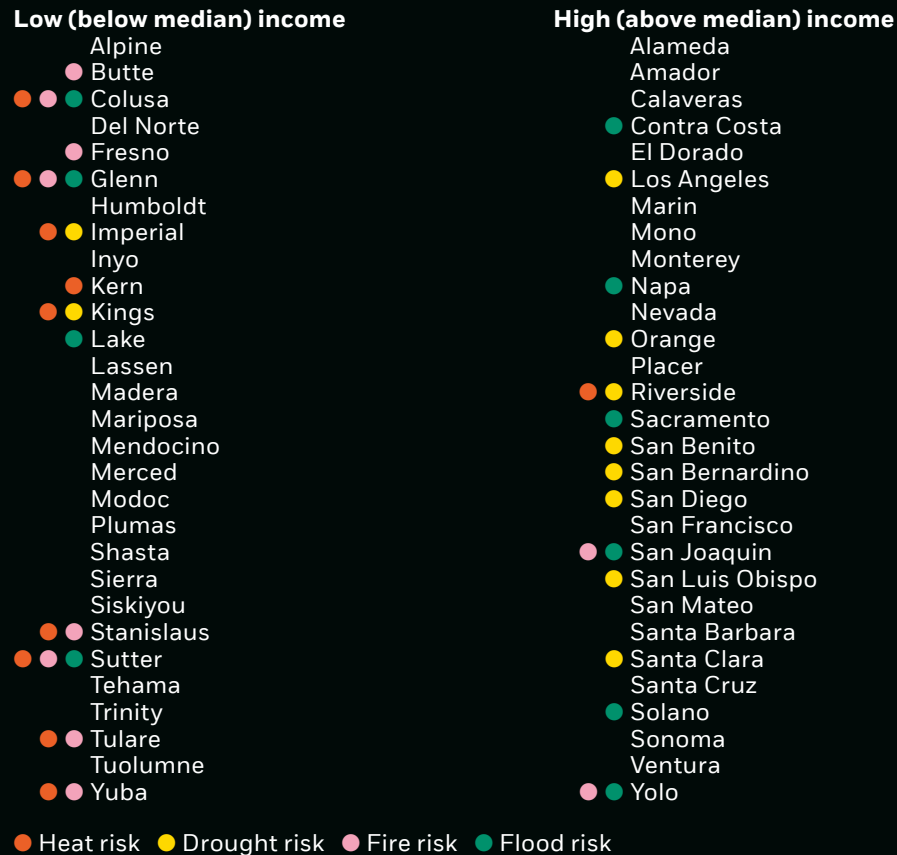 Low (below median) income
Alpine
Butte
Colusa
Del Norte
Fresno
Glenn
Humboldt
Imperial
Inyo
Kern
Kings
Lake
Lassen
Madera
Mariposa
Mendocino
Merced
Modoc
Plumas
Shasta
Sierra
Siskiyou
Stanislaus
Sutter
Tehama
Trinity
Tulare
Tuolumne
Yuba
High (above median) income
Alameda
Amador
Calaveras
Contra Costa
El Dorado
Los Angeles
Marin
Mono
Monterey
Napa
Nevada
Orange
Placer
Riverside
Sacramento
San Benito
San Bernardino
San Diego
San Francisco
San Joaquin
San Luis Obispo
San Mateo
Santa Barbara
Santa Clara
Santa Cruz
Solano
Sonoma
Ventura
Yolo
Heat risk Drought risk Fire risk Flood risk